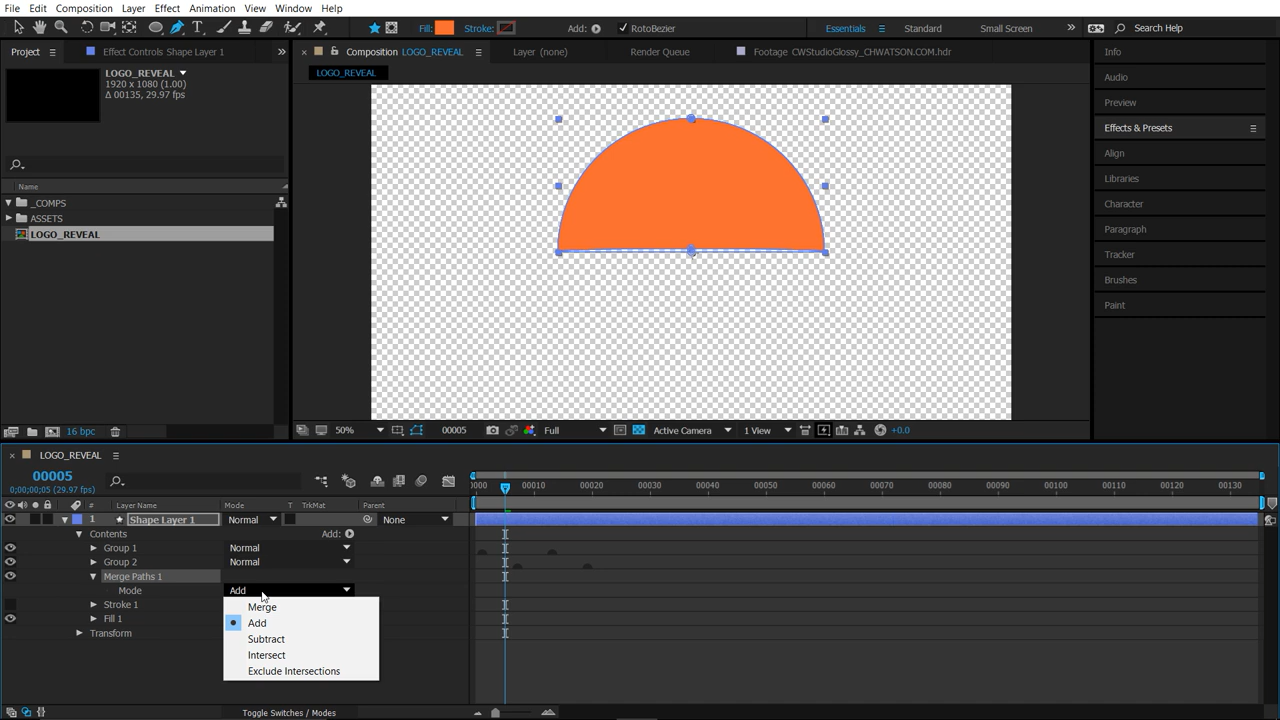 File Edit Composition Layer Effect Animation View Window Help
Fill: Stroke: Add: RotoBezier Essentials Standard Small Screen Search Help
Project Effect Controls Shape Layer 1 Composition LOGO_REVEAL Layer (none) Render Queue Footage CWStudioGlossy_CHWATSON.COM.hdr Info
LOGO_REVEAL
1920 x 1080 (1.00)
Δ 00135, 29.97 fps
LOGO_REVEAL
Audio
Preview
Effects & Presets
Align
Libraries
Character
Paragraph
Tracker
Brushes
Paint
Name
_COMPS
ASSETS
LOGO_REVEAL
16 bpc
50% 00005 Full Active Camera 1 View +0.0
LOGO_REVEAL
00005
0;00;00;05 (29.97 fps)
# Layer Name Mode T TrkMat Parent
0000 00010 00020 00030 00040 00050 00060 00070 00080 00090 00100 00110 00120 00130
1 Shape Layer 1 Normal None
Contents Add:
Group 1 Normal
Group 2 Normal
Merge Paths 1
Mode Add
Stroke 1
Fill 1
Transform
Merge
Add
Subtract
Intersect
Exclude Intersections
Toggle Switches / Modes